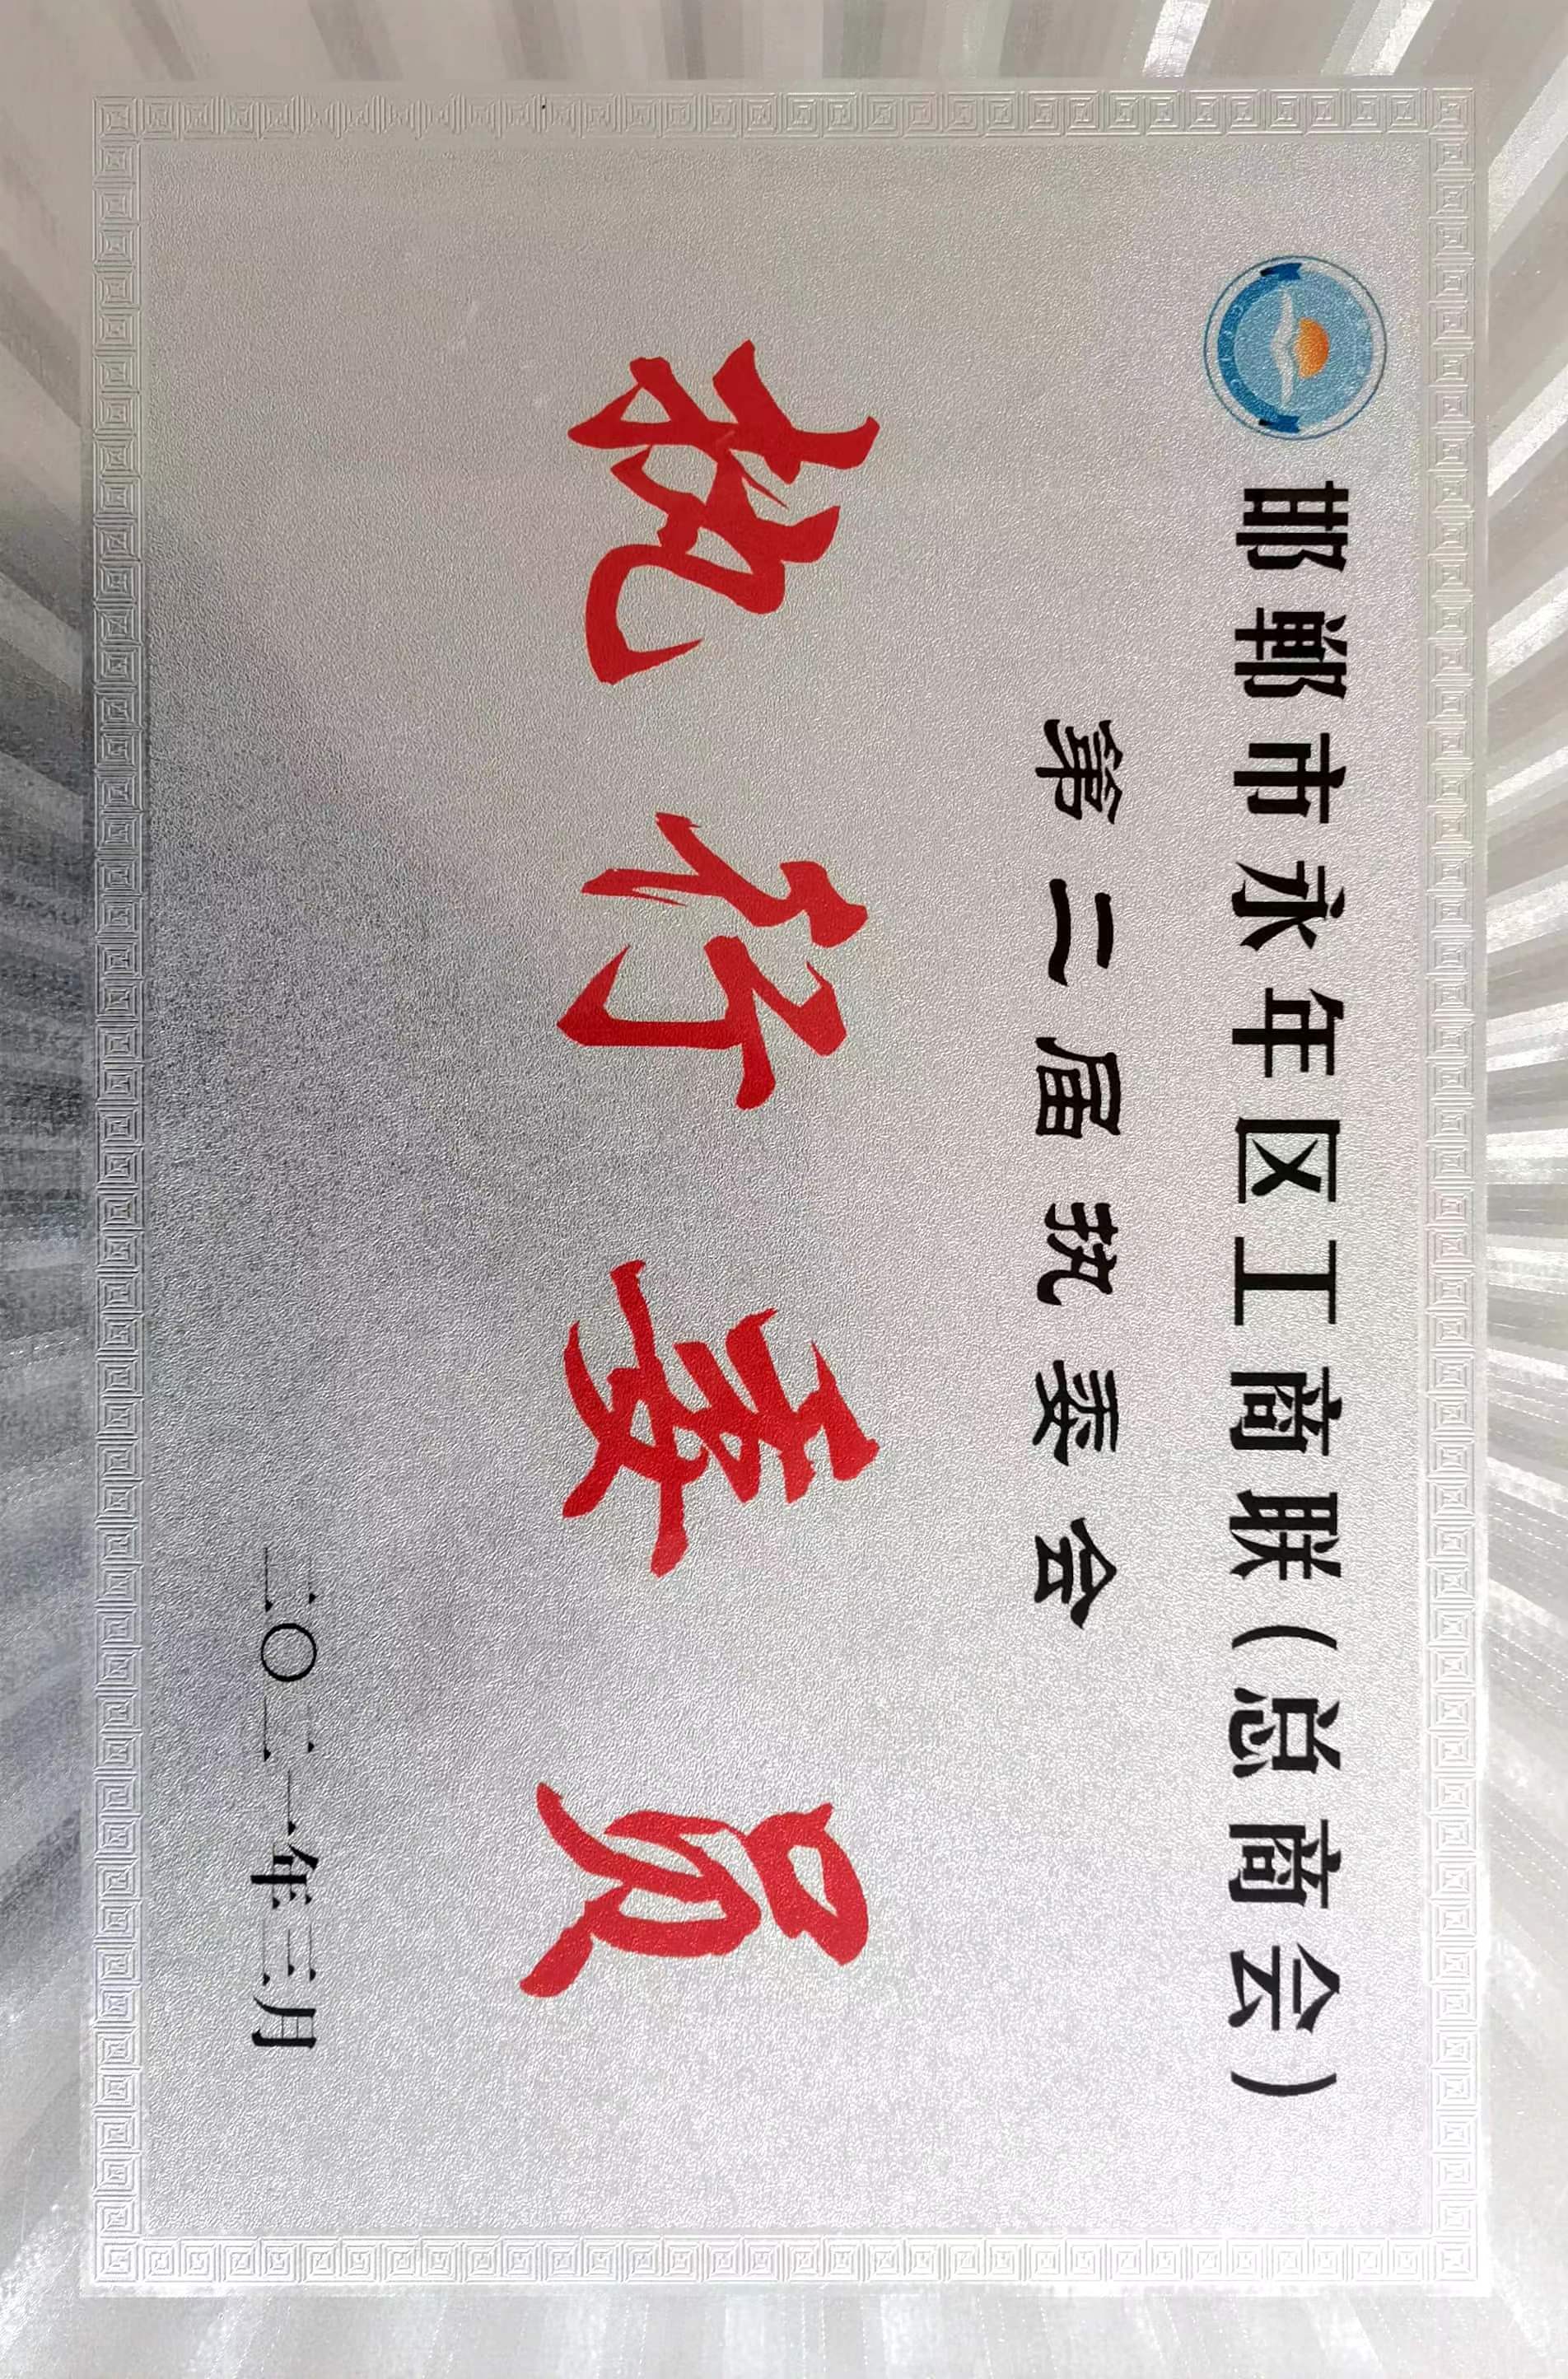 邯郸市永年区工商联(总商会)
第二届执委会
执行委员
二〇二一年三月